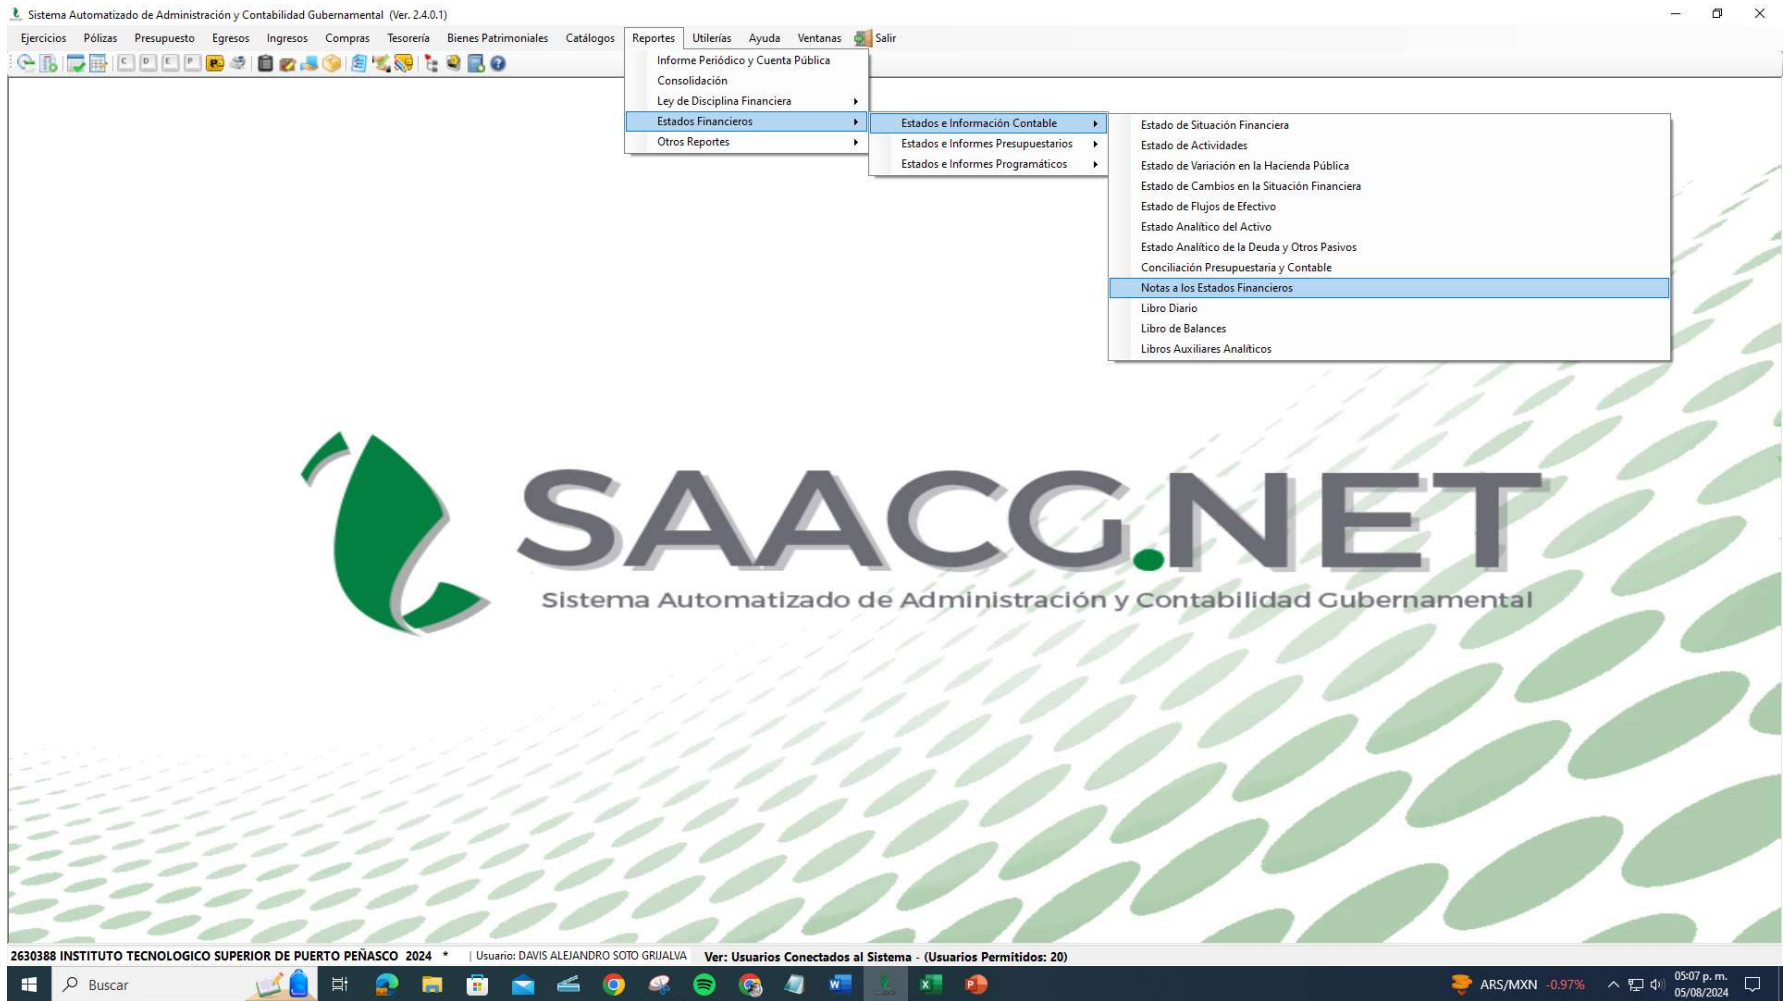 Sistema Automatizado de Administración y Contabilidad Gubernamental (Ver. 2.4.0.1)
Ejercicios Pólizas Presupuesto Egresos Ingresos Compras Tesorería Bienes Patrimoniales Catálogos Reportes Utilerías Ayuda Ventanas Salir
C D E P
Informe Periódico y Cuenta Pública
Consolidación
Ley de Disciplina Financiera
Estados Financieros
Otros Reportes
Estados e Información Contable
Estados e Informes Presupuestarios
Estados e Informes Programáticos
Estado de Situación Financiera
Estado de Actividades
Estado de Variación en la Hacienda Pública
Estado de Cambios en la Situación Financiera
Estado de Flujos de Efectivo
Estado Analítico del Activo
Estado Analítico de la Deuda y Otros Pasivos
Conciliación Presupuestaria y Contable
Notas a los Estados Financieros
Libro Diario
Libro de Balances
Libros Auxiliares Analíticos
SAACG.NET
Sistema Automatizado de Administración y Contabilidad Gubernamental
2630388 INSTITUTO TECNOLOGICO SUPERIOR DE PUERTO PEÑASCO 2024 * | Usuario: DAVIS ALEJANDRO SOTO GRIJALVA Ver: Usuarios Conectados al Sistema - (Usuarios Permitidos: 20)
Buscar
ARS/MXN -0.97%
05:07 p. m.
05/08/2024